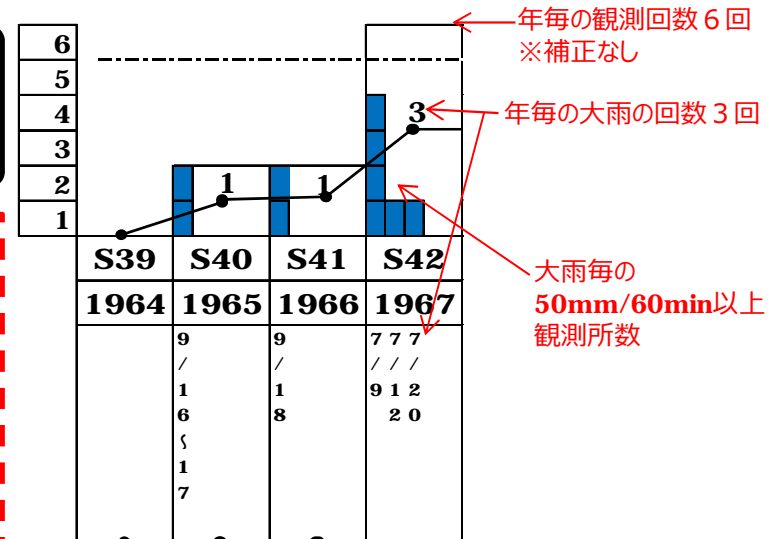 年毎の観測回数６回
※補正なし
年毎の大雨の回数３回
6
5
4
3
2
1
1
1
3
S39 S40 S41 S42
1964 1965 1966 1967
9/16〜17
9/18
7/9
7/12
7/20
大雨毎の
50mm/60min以上
観測所数